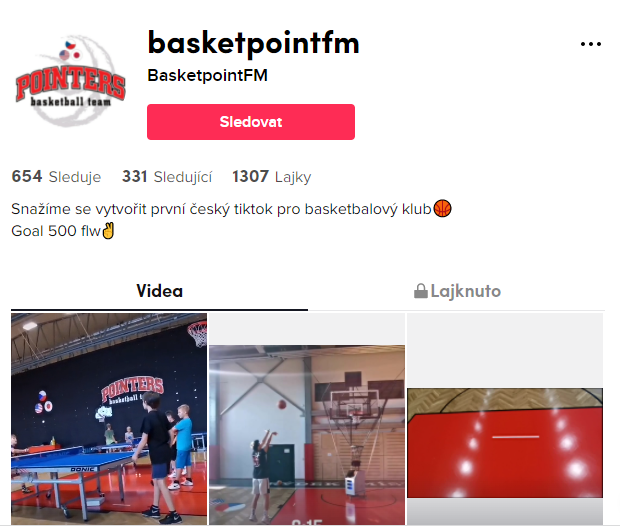 basketpointfm
BasketpointFM
POINTERS
basketball team
Sledovat
654 Sleduje 331 Sledující 1307 Lajky
Snažíme se vytvořit první český tiktok pro basketbalový klub🏀
Goal 500 flw✌
Videa Lajknuto
POINTERS
basketball
DONIC